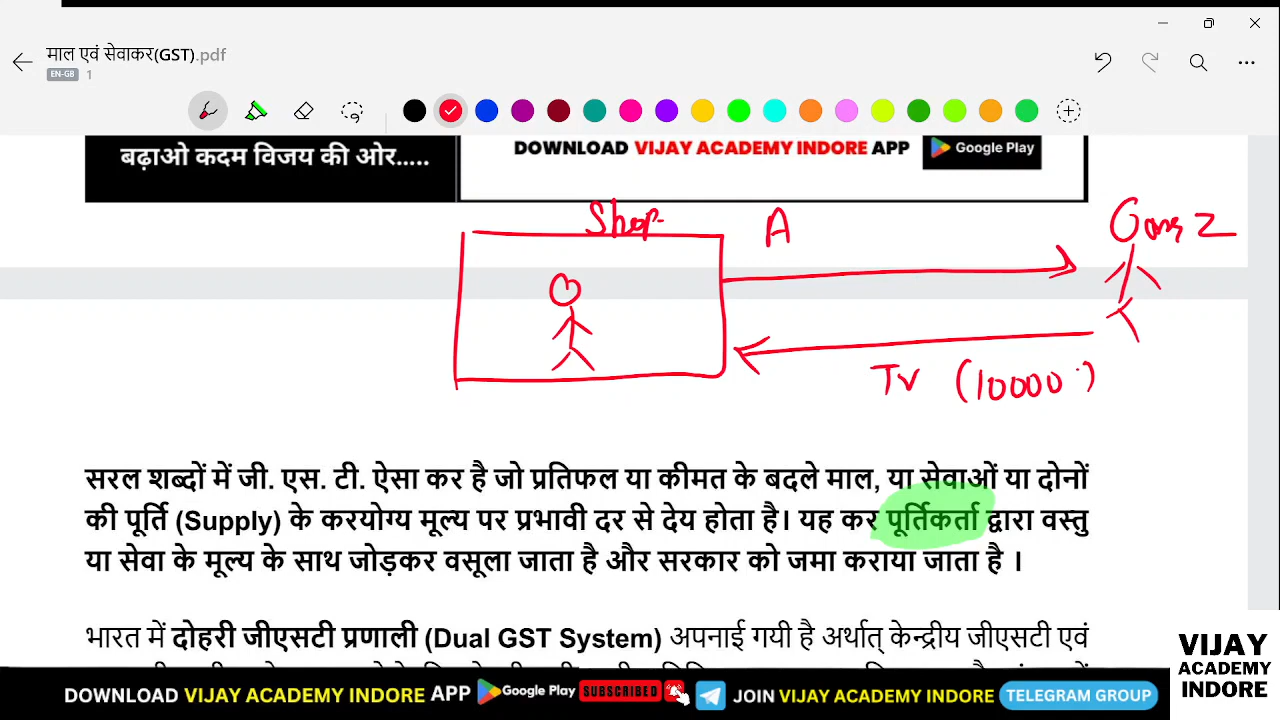 माल एवं सेवाकर(GST).pdf
EN-GB 1
बढ़ाओ कदम विजय की ओर.....
DOWNLOAD VIJAY ACADEMY INDORE APP Google Play
Shop A
TV (10000)
सरल शब्दों में जी. एस. टी. ऐसा कर है जो प्रतिफल या कीमत के बदले माल, या सेवाओं या दोनों
की पूर्ति (Supply) के करयोग्य मूल्य पर प्रभावी दर से देय होता है। यह कर पूर्तिकर्ता द्वारा वस्तु
या सेवा के मूल्य के साथ जोड़कर वसूला जाता है और सरकार को जमा कराया जाता है ।
भारत में दोहरी जीएसटी प्रणाली (Dual GST System) अपनाई गयी है अर्थात् केन्द्रीय जीएसटी एवं
VIJAY
ACADEMY
INDORE
DOWNLOAD VIJAY ACADEMY INDORE APP Google Play SUBSCRIBED JOIN VIJAY ACADEMY INDORE TELEGRAM GROUP